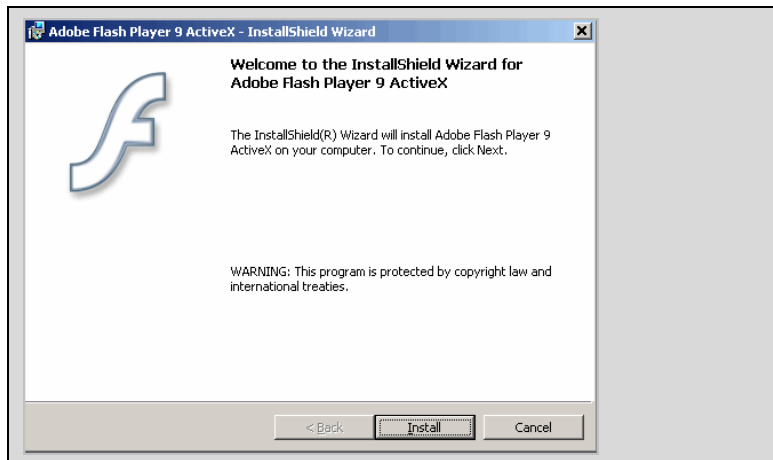 Adobe Flash Player 9 ActiveX - InstallShield Wizard
Welcome to the InstallShield Wizard for
Adobe Flash Player 9 ActiveX
The InstallShield(R) Wizard will install Adobe Flash Player 9
ActiveX on your computer. To continue, click Next.
WARNING: This program is protected by copyright law and
international treaties.
< Back Install Cancel